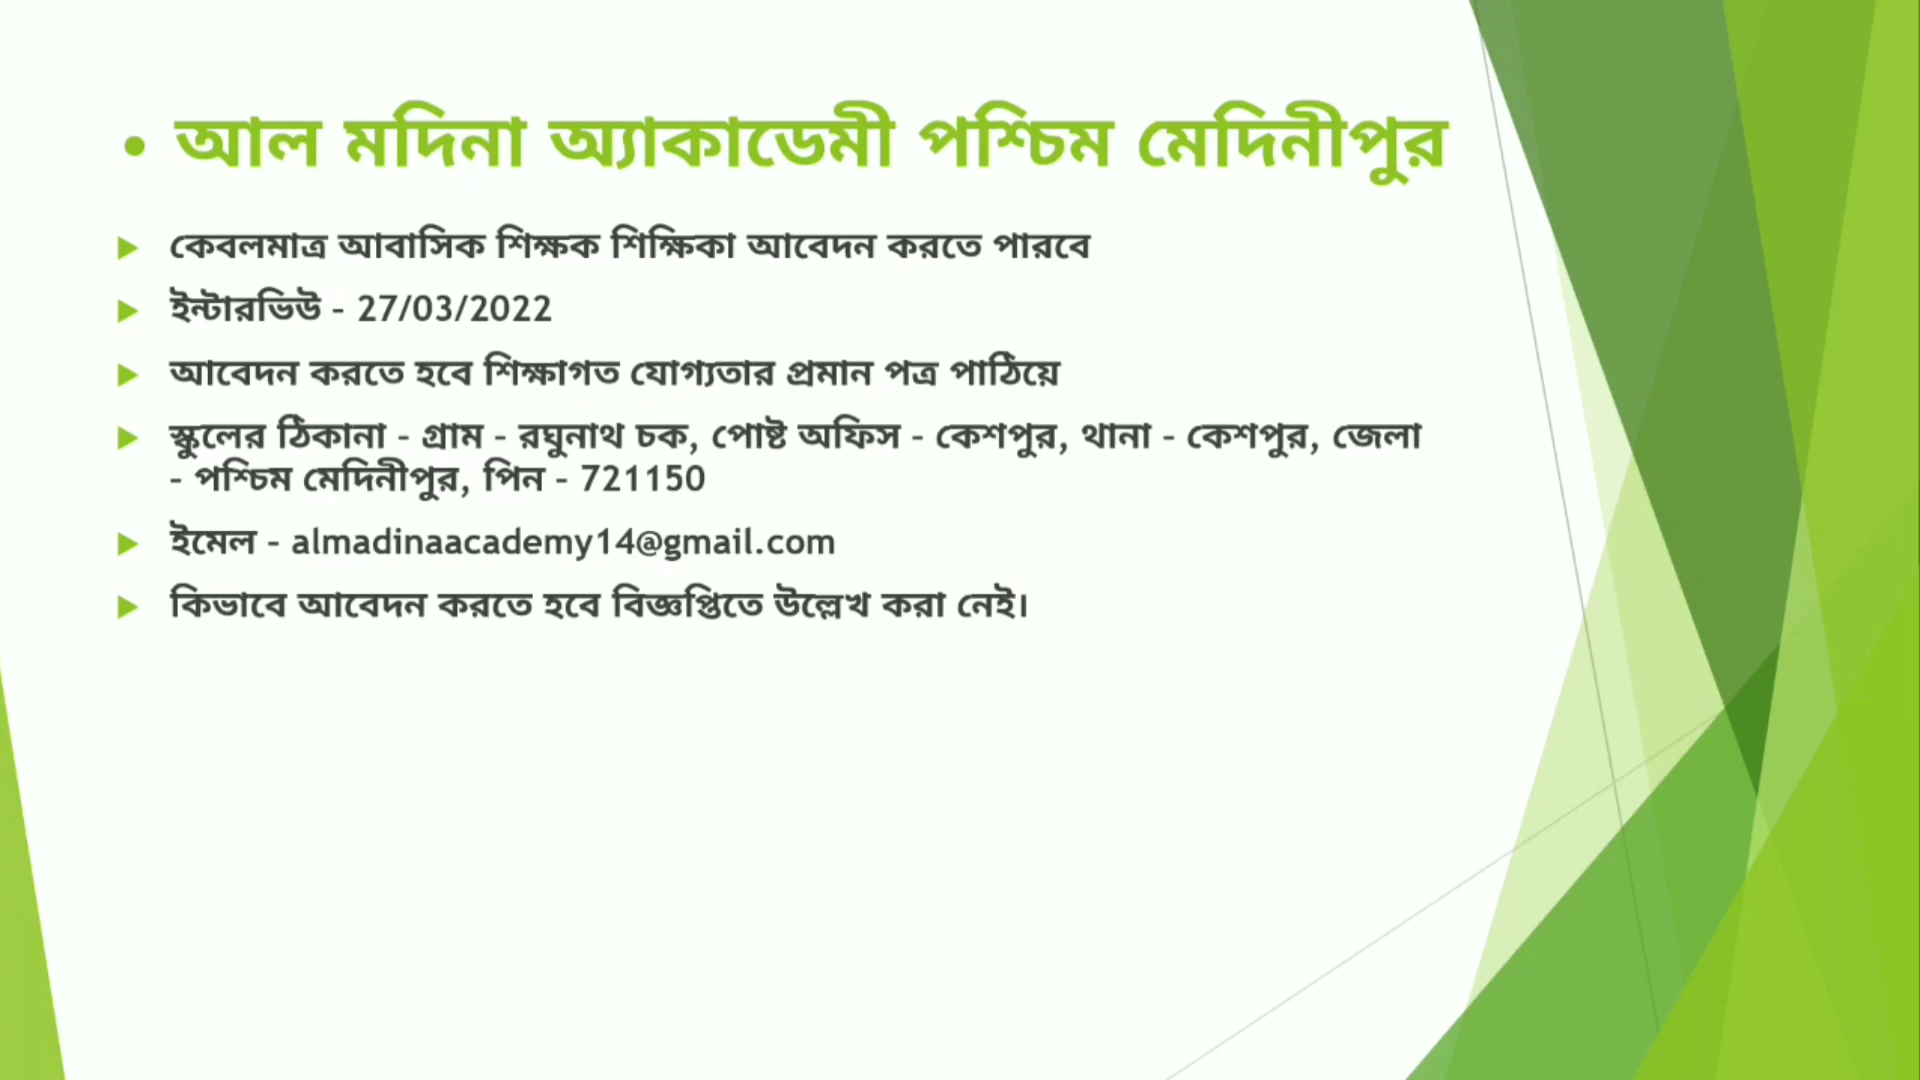 • আল মদিনা অ্যাকাডেমী পশ্চিম মেদিনীপুর
কেবলমাত্র আবাসিক শিক্ষক শিক্ষিকা আবেদন করতে পারবে
ইন্টারভিউ – 27/03/2022
আবেদন করতে হবে শিক্ষাগত যোগ্যতার প্রমান পত্র পাঠিয়ে
স্কুলের ঠিকানা – গ্রাম – রঘুনাথ চক, পোষ্ট অফিস – কেশপুর, থানা – কেশপুর, জেলা
– পশ্চিম মেদিনীপুর, পিন – 721150
ইমেল – almadinaacademy14@gmail.com
কিভাবে আবেদন করতে হবে বিজ্ঞপ্তিতে উল্লেখ করা নেই।